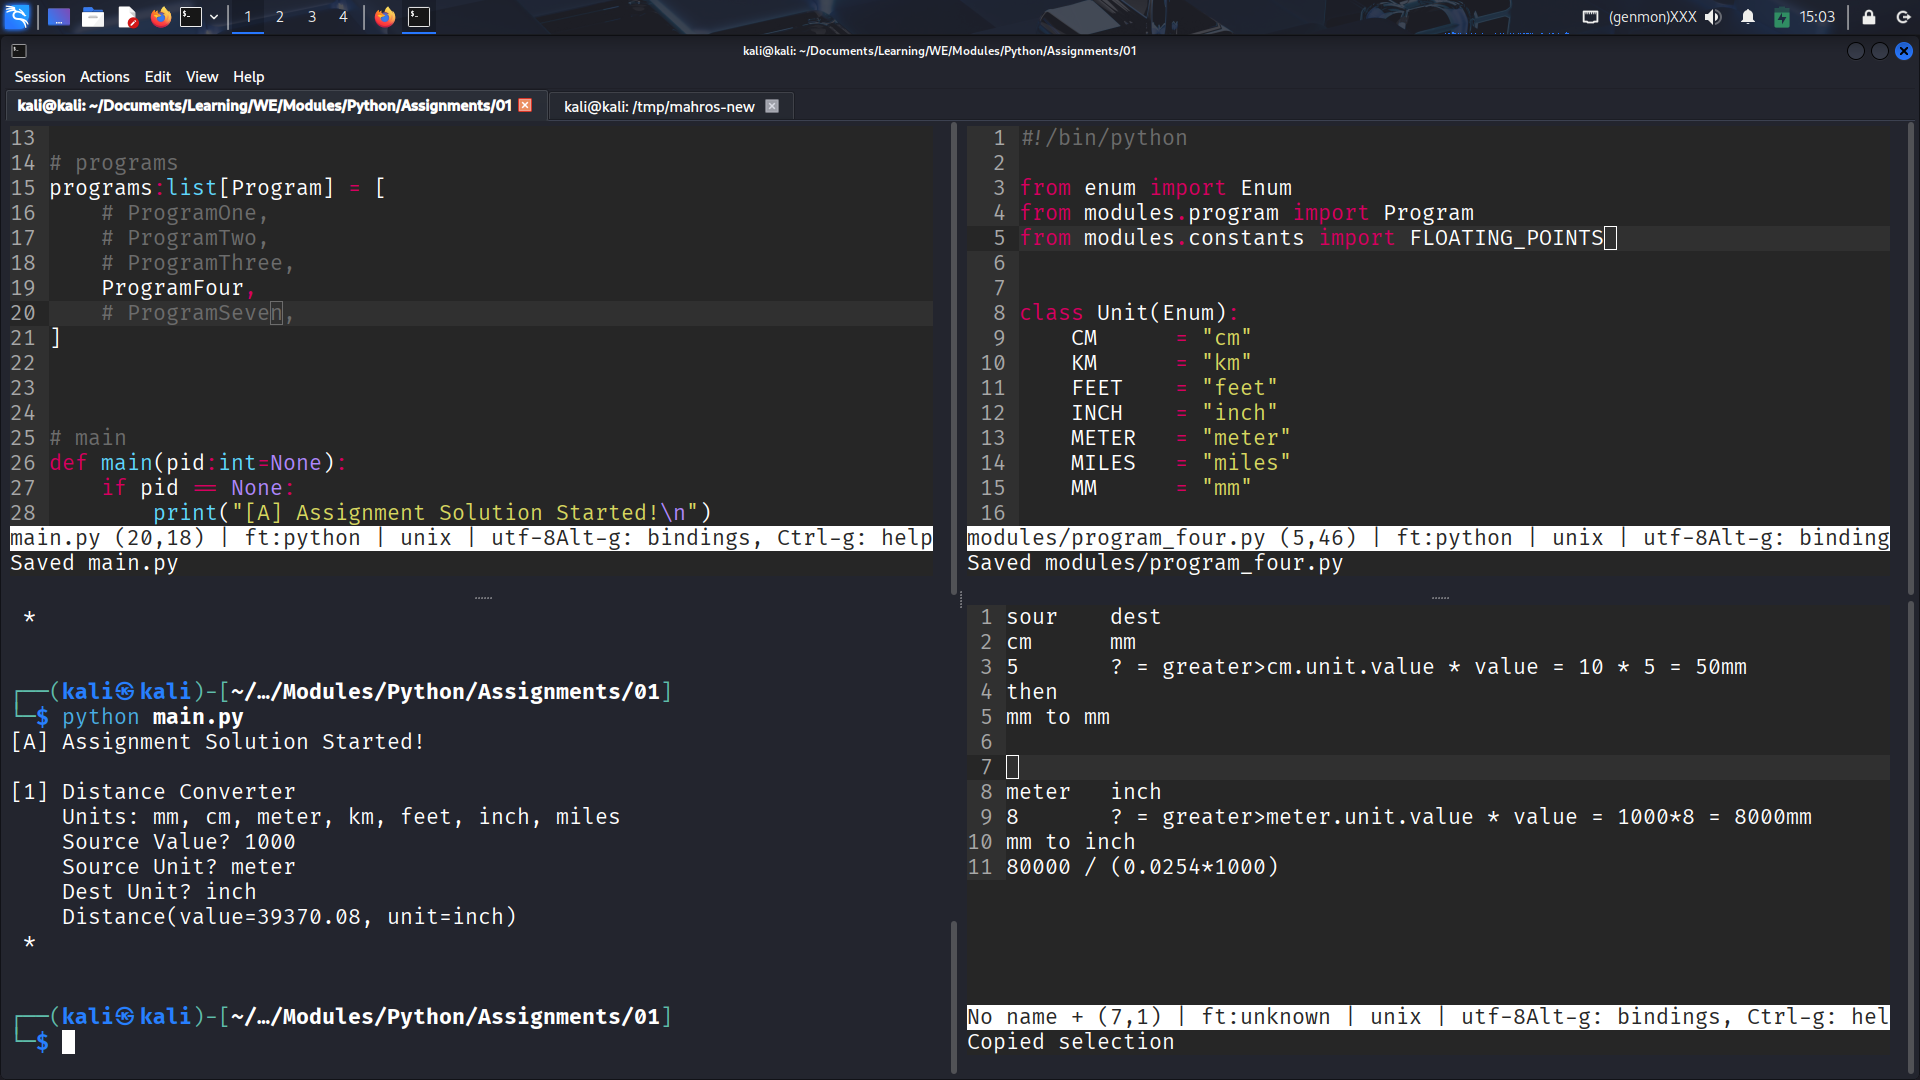 1 2 3 4 (genmon)XXX 15:03
kali@kali: ~/Documents/Learning/WE/Modules/Python/Assignments/01
Session Actions Edit View Help
kali@kali: ~/Documents/Learning/WE/Modules/Python/Assignments/01
kali@kali: /tmp/mahros-new
13
14 # programs
15 programs:list[Program] = [
16     # ProgramOne,
17     # ProgramTwo,
18     # ProgramThree,
19     ProgramFour,
20     # ProgramSeven,
21 ]
22
23
24
25 # main
26 def main(pid:int=None):
27     if pid == None:
28         print("[A] Assignment Solution Started!\n")
main.py (20,18) | ft:python | unix | utf-8Alt-g: bindings, Ctrl-g: help
Saved main.py
1 #!/bin/python
2
3 from enum import Enum
4 from modules.program import Program
5 from modules.constants import FLOATING_POINTS
6
7
8 class Unit(Enum):
9     CM      = "cm"
10     KM      = "km"
11     FEET    = "feet"
12     INCH    = "inch"
13     METER   = "meter"
14     MILES   = "miles"
15     MM      = "mm"
16
modules/program_four.py (5,46) | ft:python | unix | utf-8Alt-g: binding
Saved modules/program_four.py
*
┌──(kali㉿kali)-[~/…/Modules/Python/Assignments/01]
└─$ python main.py
[A] Assignment Solution Started!
[1] Distance Converter
    Units: mm, cm, meter, km, feet, inch, miles
    Source Value? 1000
    Source Unit? meter
    Dest Unit? inch
    Distance(value=39370.08, unit=inch)
*
┌──(kali㉿kali)-[~/…/Modules/Python/Assignments/01]
└─$
1 sour    dest
2 cm      mm
3 5       ? = greater>cm.unit.value * value = 10 * 5 = 50mm
4 then
5 mm to mm
6
7
8 meter   inch
9 8       ? = greater>meter.unit.value * value = 1000*8 = 8000mm
10 mm to inch
11 80000 / (0.0254*1000)
No name + (7,1) | ft:unknown | unix | utf-8Alt-g: bindings, Ctrl-g: hel
Copied selection